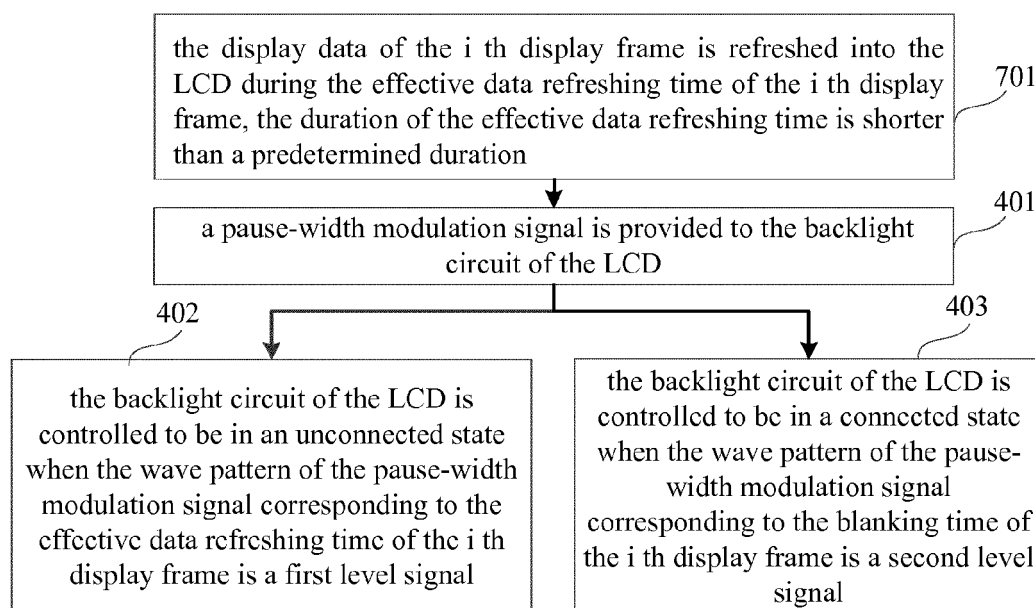 the display data of the i th display frame is refreshed into the
LCD during the effective data refreshing time of the i th display
frame, the duration of the effective data refreshing time is shorter
than a predetermined duration
701
a pause-width modulation signal is provided to the backlight
circuit of the LCD
401
402
the backlight circuit of the LCD is
controlled to be in an unconnected state
when the wave pattern of the pause-width
modulation signal corresponding to the
effective data refreshing time of the i th
display frame is a first level signal
403
the backlight circuit of the LCD is
controlled to be in a connected state
when the wave pattern of the pause-
width modulation signal
corresponding to the blanking time of
the i th display frame is a second level
signal